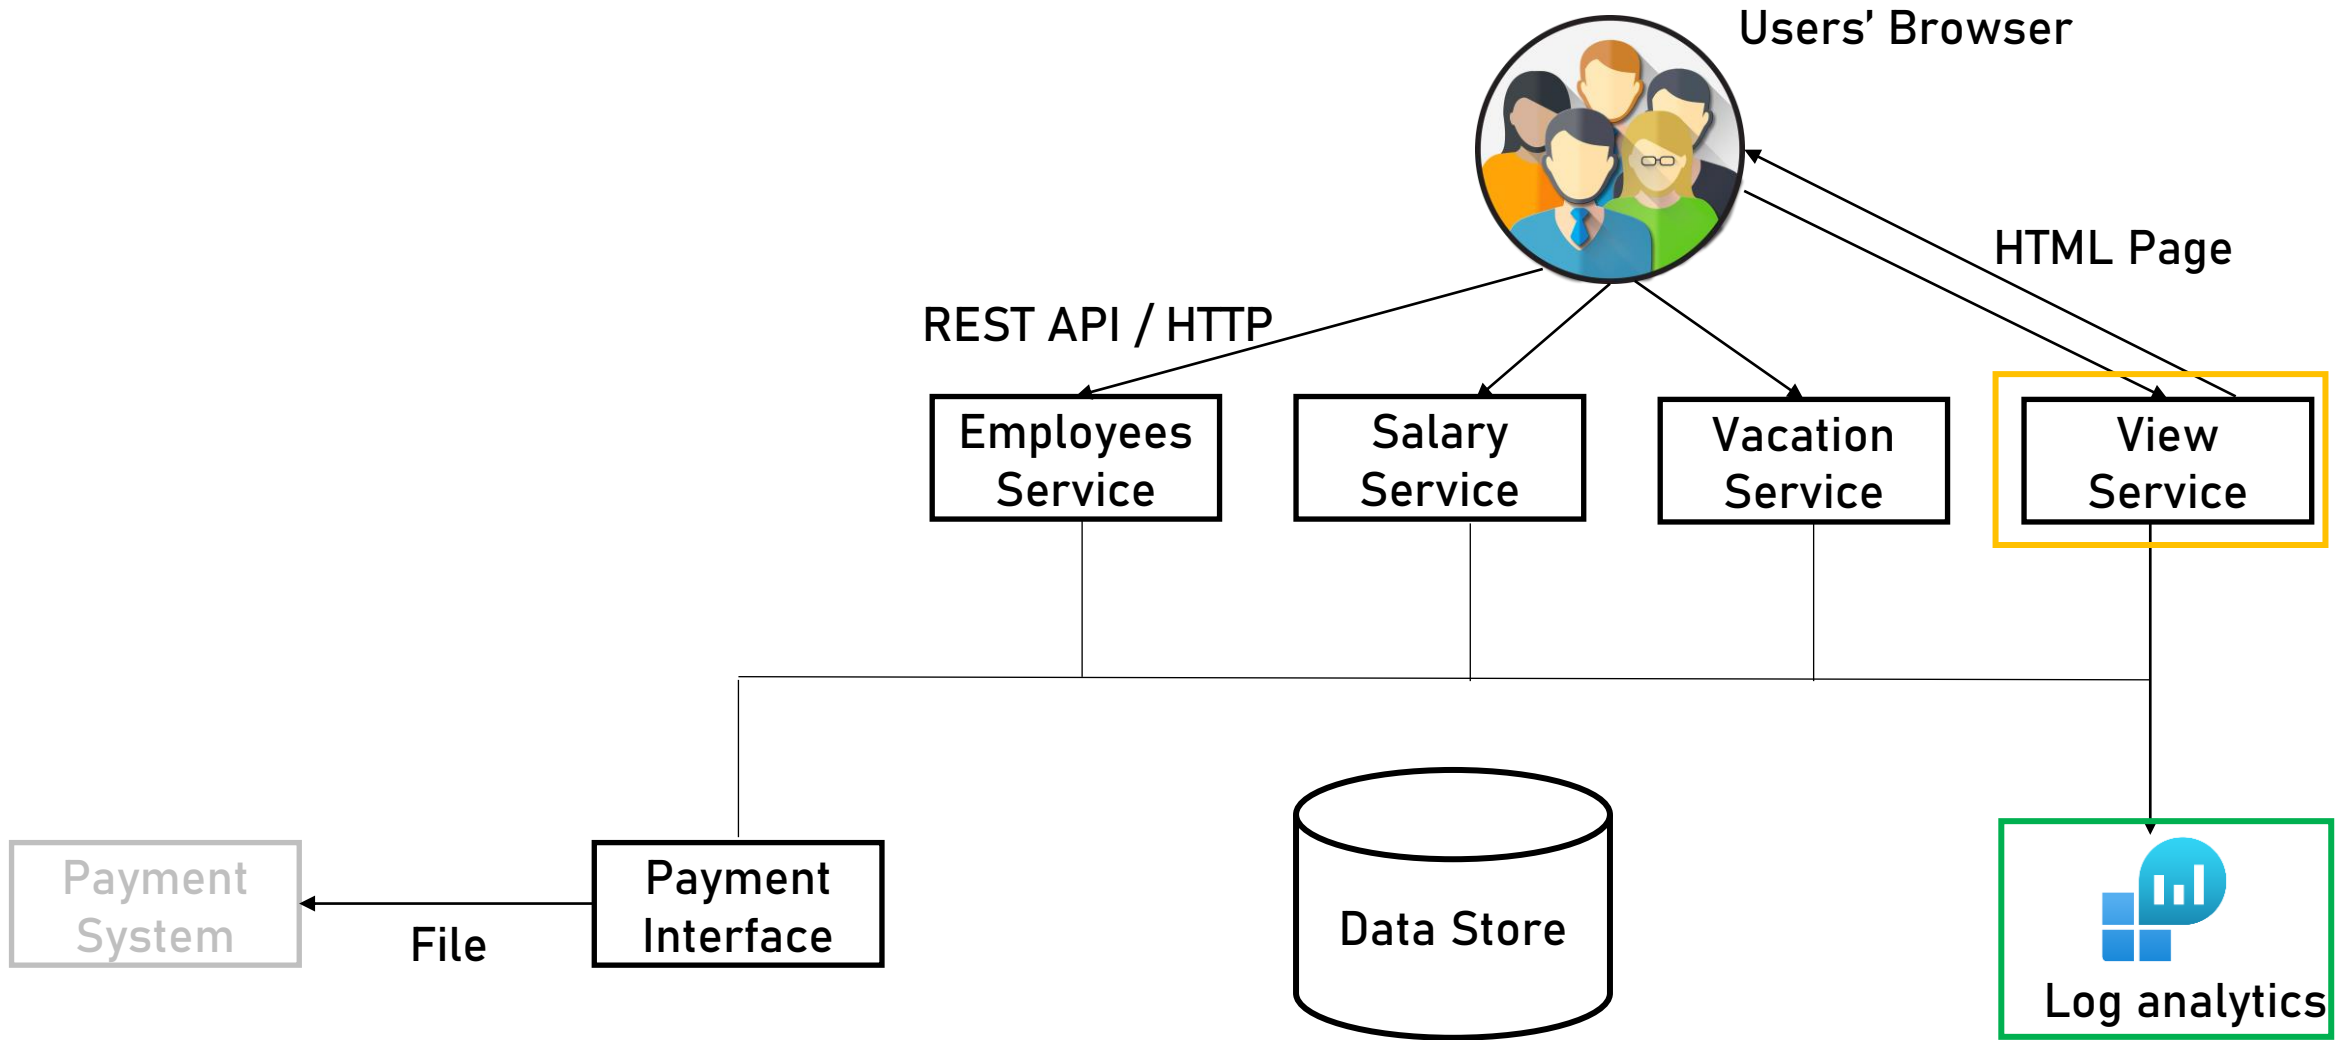 Users’ Browser
HTML Page
REST API / HTTP
Employees
Service
Salary
Service
Vacation
Service
View
Service
Payment
System
File
Payment
Interface
Data Store
Log analytics